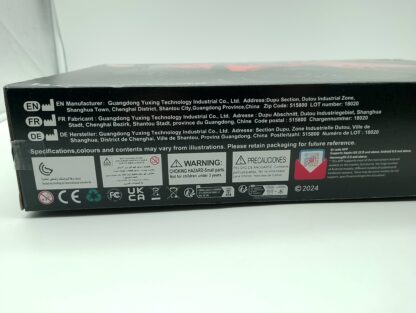 EN
EN Manufacturer: Guangdong Yuxing Technology Industrial Co., Ltd. Address:Dupu Section, Dutou Industrial Zone,
Shanghua Town, Chenghai District, Shantou City,Guangdong Province,China Zip Code: 515800 LOT number: 18020
FR
FR Fabricant : Guangdong Yuxing Technology Industrial Co., Ltd. Adresse : Dupu Abschnitt, Dutou Industriegebiet, Shanghua
Stadt, Chenghai Bezirk, Shantou Stadt, province du Guangdong, China Code postal : 515800 Chargennummer: 18020
DE
DE Hersteller: Guangdong Yuxing Technology Industrial Co., Ltd. Adresse: Section Dupu, Zone Industrielle Dutou, Ville de
Shanghua, District de Chenghai, Ville de Shantou, Provinz Guangdong, China Postleitzahl: 515800 Numéro de LOT : 18020
Specifications,colours and contents may vary from illustrations. Please retain packaging for future reference.
WARNING:
CHOKING HAZARD-Small parts
Not for children under 3 years.
PRECAUCIONES
CE
UK
CA
©2024